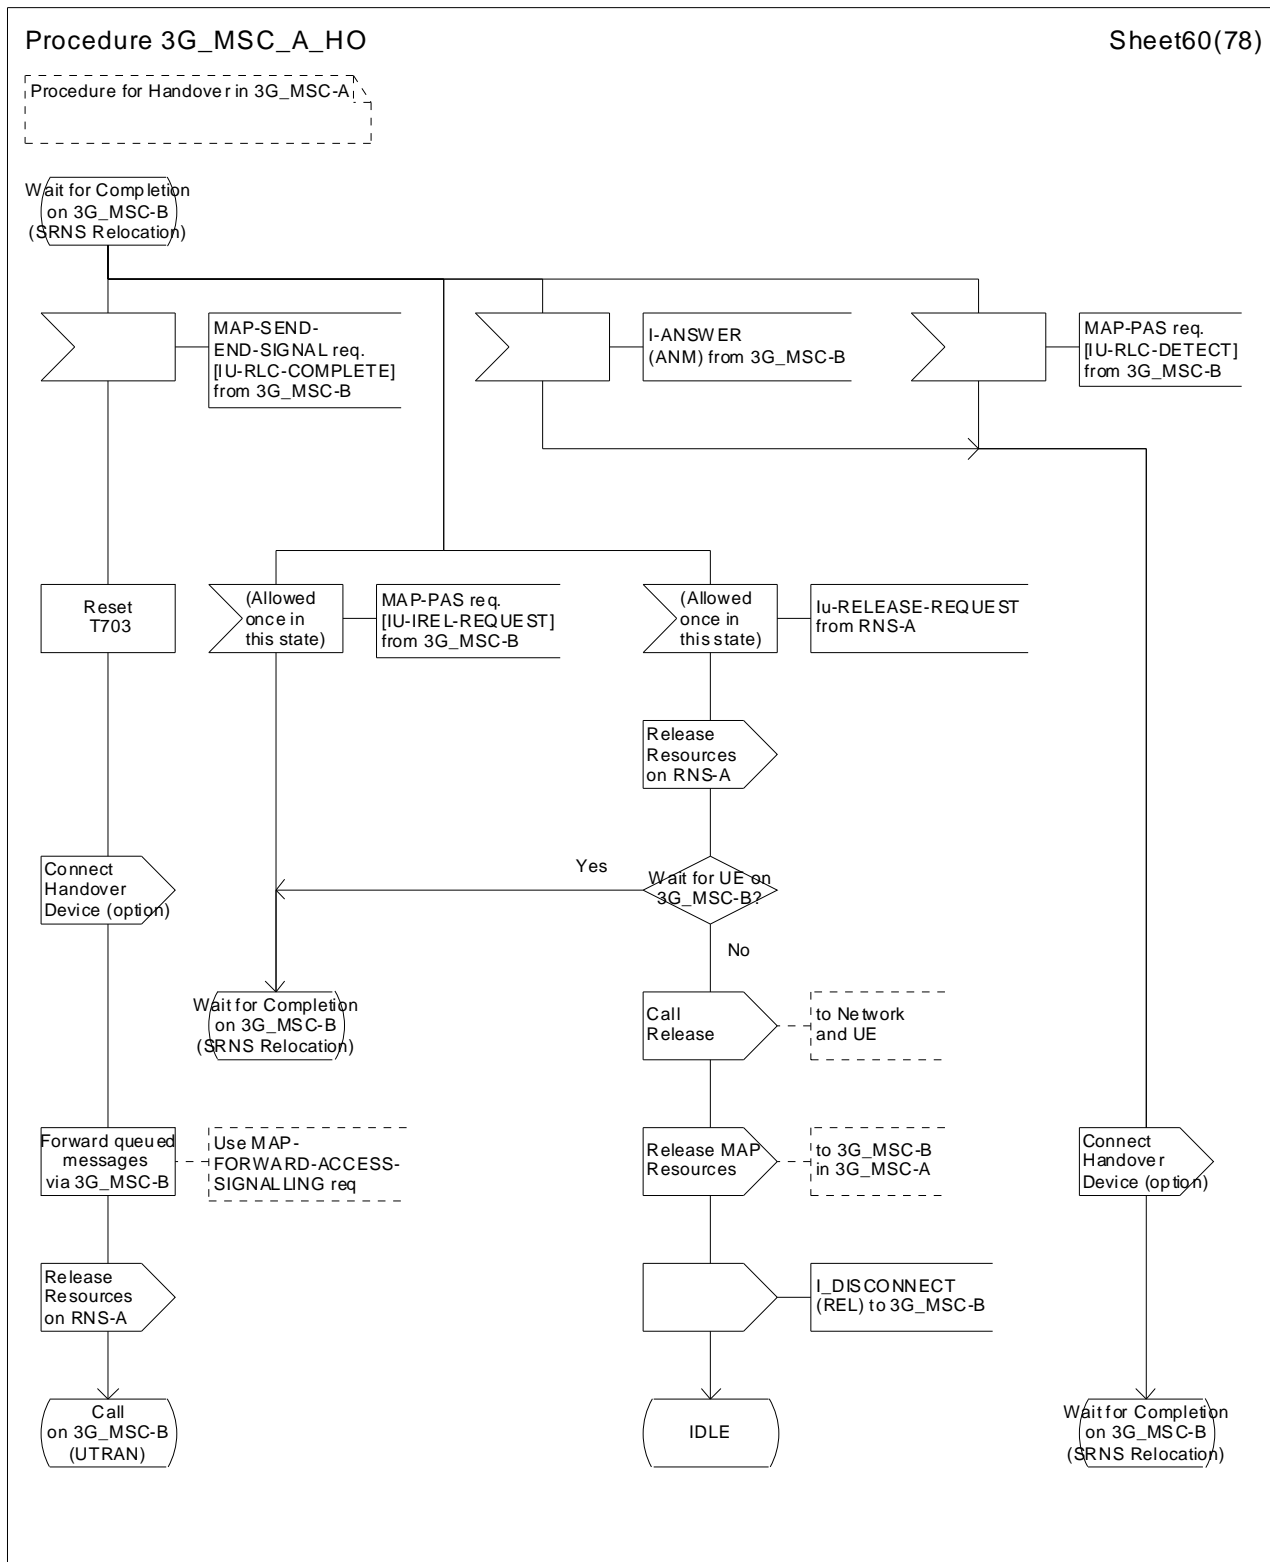 Procedure 3G_MSC_A_HO
Sheet60(78)
Procedure for Handover in 3G_MSC-A
Wait for Completion
on 3G_MSC-B
(SRNS Relocation)
MAP-SEND-
END-SIGNAL req.
[IU-RLC-COMPLETE]
from 3G_MSC-B
I-ANSWER
(ANM) from 3G_MSC-B
MAP-PAS req.
[IU-RLC-DETECT]
from 3G_MSC-B
Reset
T703
(Allowed
once in
this state)
MAP-PAS req.
[IU-IREL-REQUEST]
from 3G_MSC-B
(Allowed
once in
this state)
Iu-RELEASE-REQUEST
from RNS-A
Release
Resources
on RNS-A
Connect
Handover
Device (option)
Yes
Wait for UE on
3G_MSC-B?
No
Wait for Completion
on 3G_MSC-B
(SRNS Relocation)
Call
Release
to Network
and UE
Forward queued
messages
via 3G_MSC-B
Use MAP-
FORWARD-ACCESS-
SIGNALLING req
Release MAP
Resources
to 3G_MSC-B
in 3G_MSC-A
Connect
Handover
Device (option)
Release
Resources
on RNS-A
I_DISCONNECT
(REL) to 3G_MSC-B
Call
on 3G_MSC-B
(UTRAN)
IDLE
Wait for Completion
on 3G_MSC-B
(SRNS Relocation)